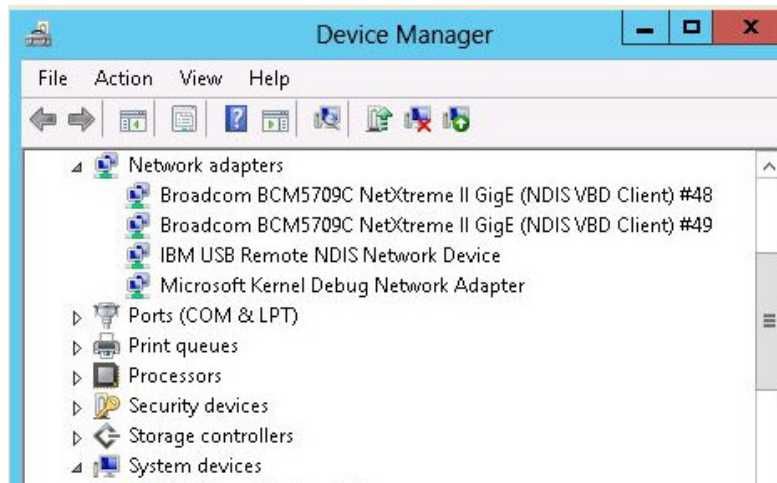 Device Manager
File Action View Help
Network adapters
Broadcom BCM5709C NetXtreme II GigE (NDIS VBD Client) #48
Broadcom BCM5709C NetXtreme II GigE (NDIS VBD Client) #49
IBM USB Remote NDIS Network Device
Microsoft Kernel Debug Network Adapter
Ports (COM & LPT)
Print queues
Processors
Security devices
Storage controllers
System devices